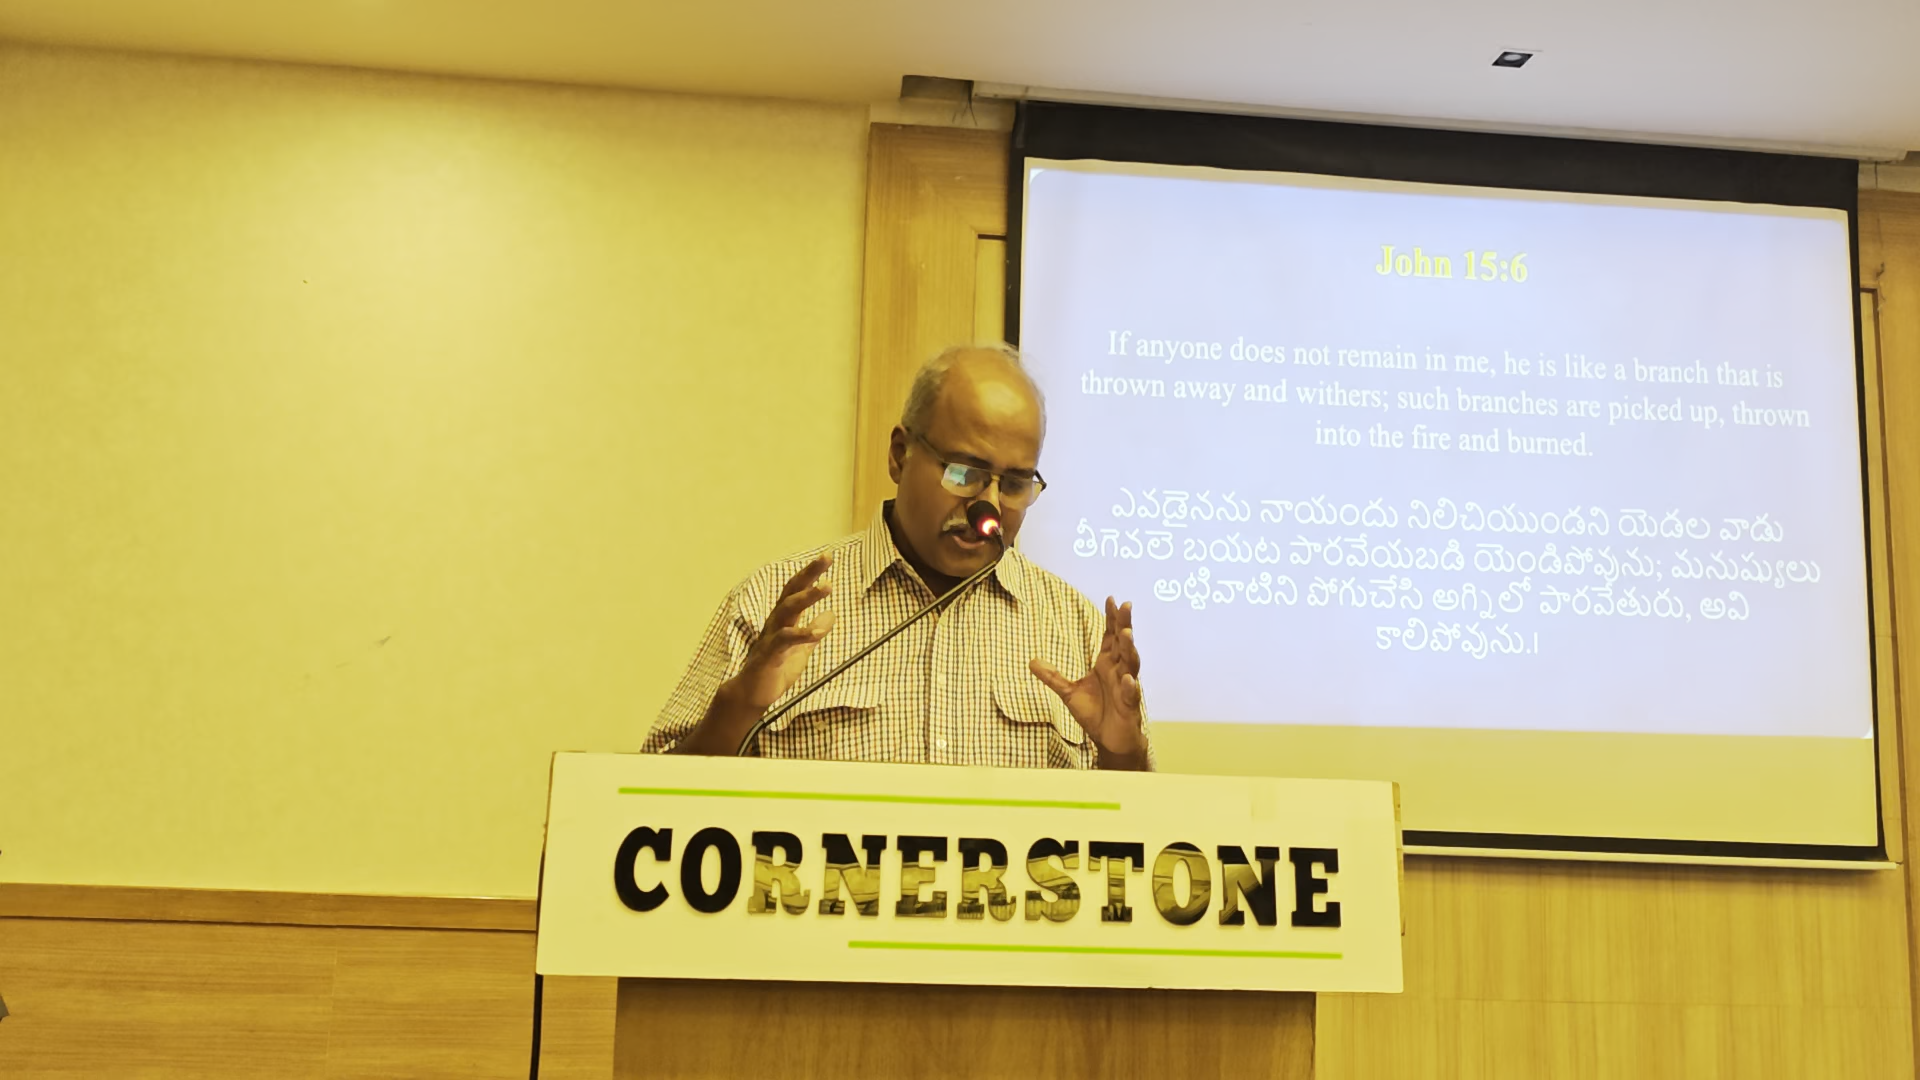 John 15:6
If anyone does not remain in me, he is like a branch that is
thrown away and withers; such branches are picked up, thrown
into the fire and burned.
ఎవడైనను నాయందు నిలిచియుండని యెడల వాడు
తీగెవలె బయట పారవేయబడి యెండిపోవును; మనుష్యులు
అట్టివాటిని పోగుచేసి అగ్నిలో పారవేతురు, అవి
కాలిపోవును.।
CORNERSTONE